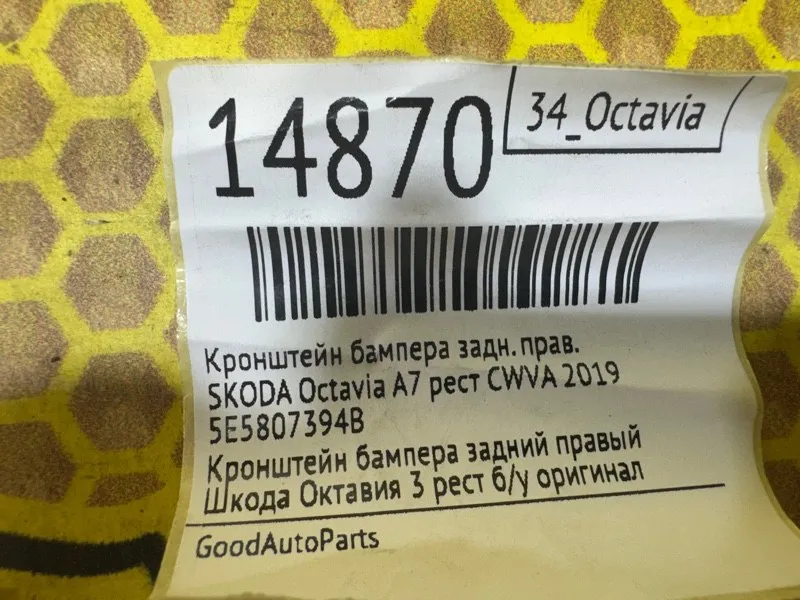 14870
34_Octavia
Кронштейн бампера задн. прав.
SKODA Octavia A7 рест CWVA 2019
5E5807394B
Кронштейн бампера задний правый
Шкода Октавия 3 рест б/у оригинал
GoodAutoParts